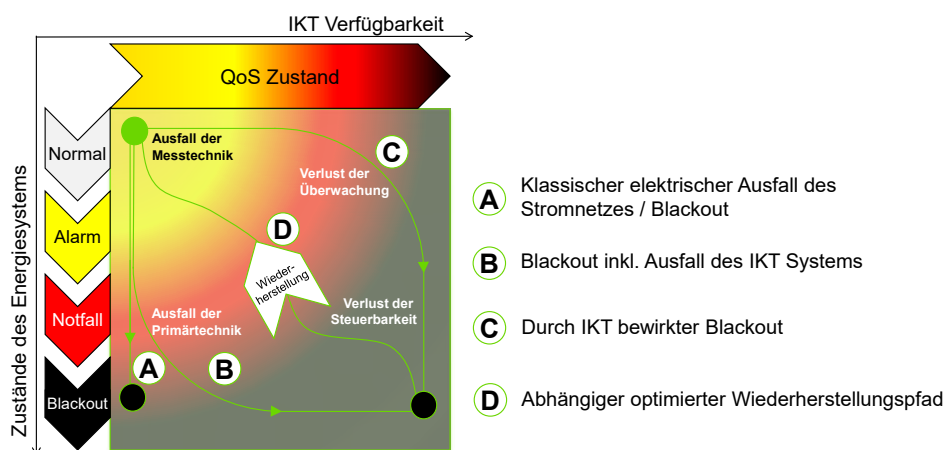 IKT Verfügbarkeit
QoS Zustand
Zustände des Energiesystems
Normal
Alarm
Notfall
Blackout
Ausfall der
Messtechnik
C
Verlust der
Überwachung
D
Wieder-
herstellung
Verlust der
Steuerbarkeit
Ausfall der
Primärtechnik
A
B
A
Klassischer elektrischer Ausfall des
Stromnetzes / Blackout
B
Blackout inkl. Ausfall des IKT Systems
C
Durch IKT bewirkter Blackout
D
Abhängiger optimierter Wiederherstellungspfad